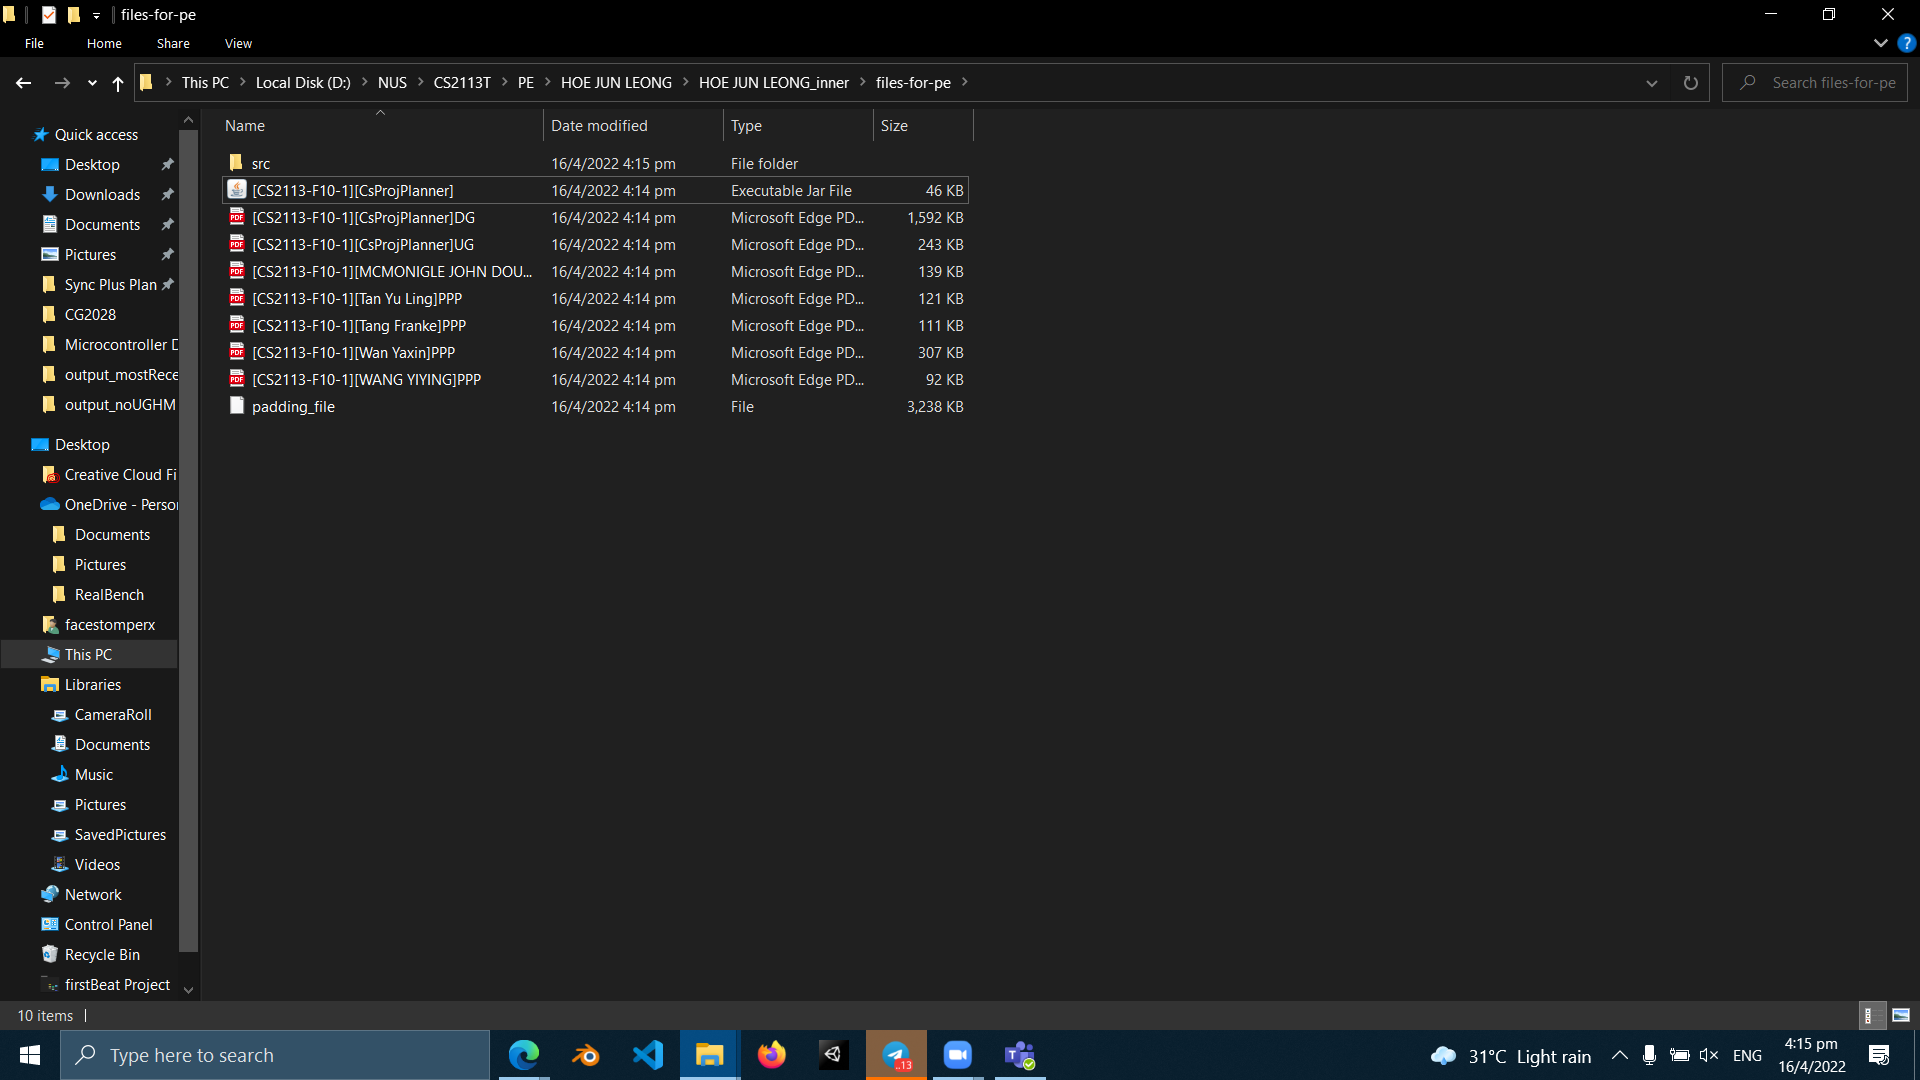 files-for-pe
File Home Share View
This PC Local Disk (D:) NUS CS2113T PE HOE JUN LEONG HOE JUN LEONG_inner files-for-pe
Search files-for-pe
Name Date modified Type Size
src 16/4/2022 4:15 pm File folder
[CS2113-F10-1][CsProjPlanner] 16/4/2022 4:14 pm Executable Jar File 46 KB
[CS2113-F10-1][CsProjPlanner]DG 16/4/2022 4:14 pm Microsoft Edge PD... 1,592 KB
[CS2113-F10-1][CsProjPlanner]UG 16/4/2022 4:14 pm Microsoft Edge PD... 243 KB
[CS2113-F10-1][MCMONIGLE JOHN DOU... 16/4/2022 4:14 pm Microsoft Edge PD... 139 KB
[CS2113-F10-1][Tan Yu Ling]PPP 16/4/2022 4:14 pm Microsoft Edge PD... 121 KB
[CS2113-F10-1][Tang Franke]PPP 16/4/2022 4:14 pm Microsoft Edge PD... 111 KB
[CS2113-F10-1][Wan Yaxin]PPP 16/4/2022 4:14 pm Microsoft Edge PD... 307 KB
[CS2113-F10-1][WANG YIYING]PPP 16/4/2022 4:14 pm Microsoft Edge PD... 92 KB
padding_file 16/4/2022 4:14 pm File 3,238 KB
Quick access
Desktop
Downloads
Documents
Pictures
Sync Plus Plan
CG2028
Microcontroller D
output_mostRece
output_noUGHM
Desktop
Creative Cloud Fi
OneDrive - Person
Documents
Pictures
RealBench
facestomperx
This PC
Libraries
CameraRoll
Documents
Music
Pictures
SavedPictures
Videos
Network
Control Panel
Recycle Bin
firstBeat Project
10 items
Type here to search
..13
31°C Light rain
ENG
4:15 pm
16/4/2022